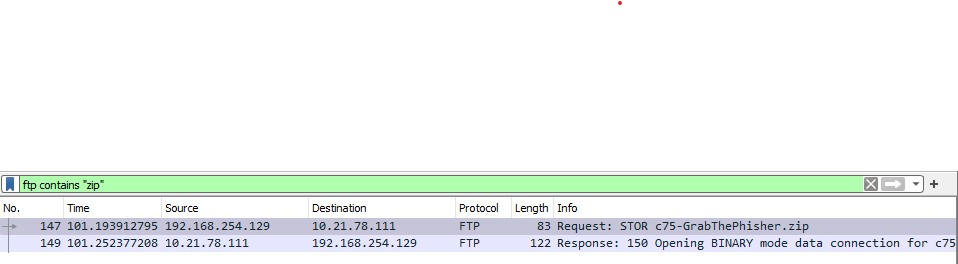 ftp contains "zip"
No. Time Source Destination Protocol Length Info
147 101.193912795 192.168.254.129 10.21.78.111 FTP 83 Request: STOR c75-GrabThePhisher.zip
149 101.252377208 10.21.78.111 192.168.254.129 FTP 122 Response: 150 Opening BINARY mode data connection for c75